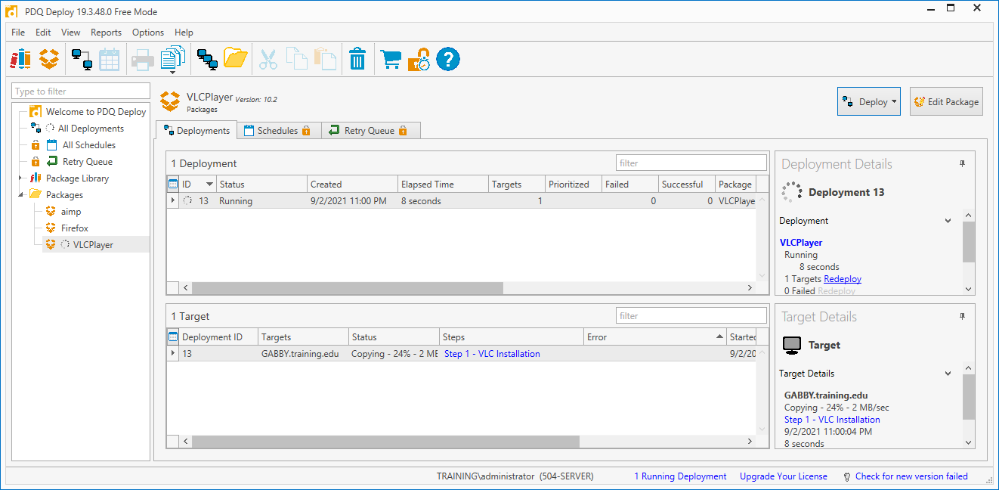 PDQ Deploy 19.3.48.0 Free Mode
File Edit View Reports Options Help
Type to filter
Welcome to PDQ Deploy
All Deployments
All Schedules
Retry Queue
Package Library
Packages
aimp
Firefox
VLCPlayer
VLCPlayer Version: 10.2
Packages
Deploy
Edit Package
Deployments Schedules Retry Queue
1 Deployment
filter
ID Status Created Elapsed Time Targets Prioritized Failed Successful Package
13 Running 9/2/2021 11:00 PM 8 seconds 1 0 0 VLCPlaye
Deployment Details
Deployment 13
Deployment
VLCPlayer
Running
8 seconds
1 Targets Redeploy
0 Failed Redeploy
1 Target
filter
Deployment ID Targets Status Steps Error Started
13 GABBY.training.edu Copying - 24% - 2 ME Step 1 - VLC Installation 9/2/20
Target Details
Target
Target Details
GABBY.training.edu
Copying - 24% - 2 MB/sec
Step 1 - VLC Installation
9/2/2021 11:00:04 PM
8 seconds
TRAINING\administrator (504-SERVER) 1 Running Deployment Upgrade Your License Check for new version failed